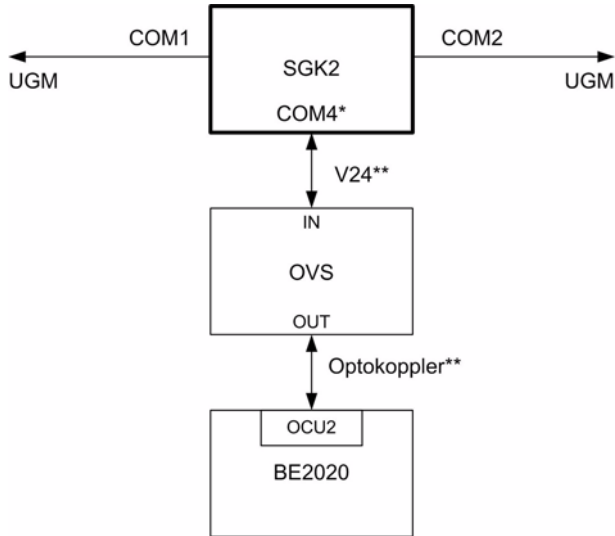 COM1
COM2
SGK2
UGM
UGM
COM4*
V24**
IN
OVS
OUT
Optokoppler**
OCU2
BE2020